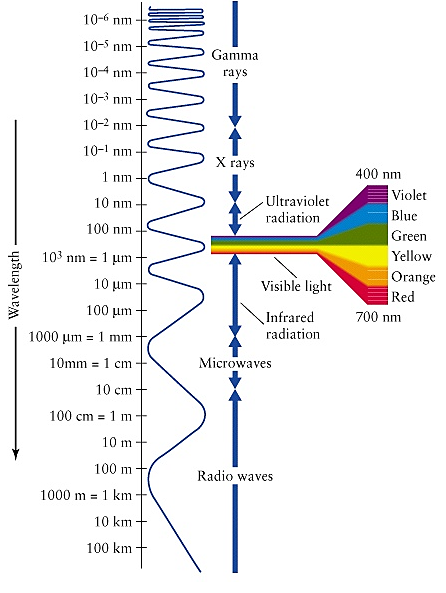 10⁻⁶ nm
10⁻⁵ nm
10⁻⁴ nm
10⁻³ nm
10⁻² nm
10⁻¹ nm
1 nm
10 nm
100 nm
10³ nm = 1 μm
10 μm
100 μm
1000 μm = 1 mm
10mm = 1 cm
10 cm
100 cm = 1 m
10 m
100 m
1000 m = 1 km
10 km
100 km
Wavelength
Gamma
rays
X rays
Ultraviolet
radiation
Visible light
Infrared
radiation
Microwaves
Radio waves
400 nm
Violet
Blue
Green
Yellow
Orange
Red
700 nm